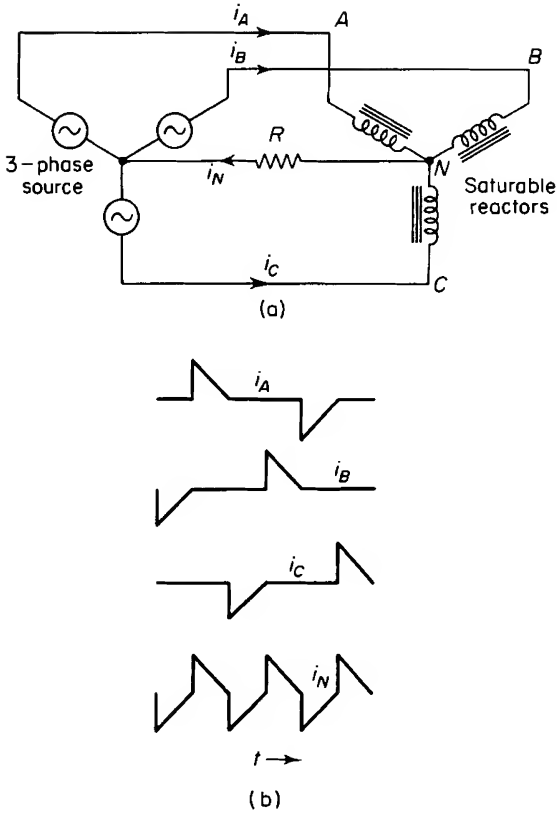 i_A
A
i_B
B
R
3-phase
source
i_N
N
Saturable
reactors
i_C
C
(a)
i_A
i_B
i_C
i_N
t →
(b)